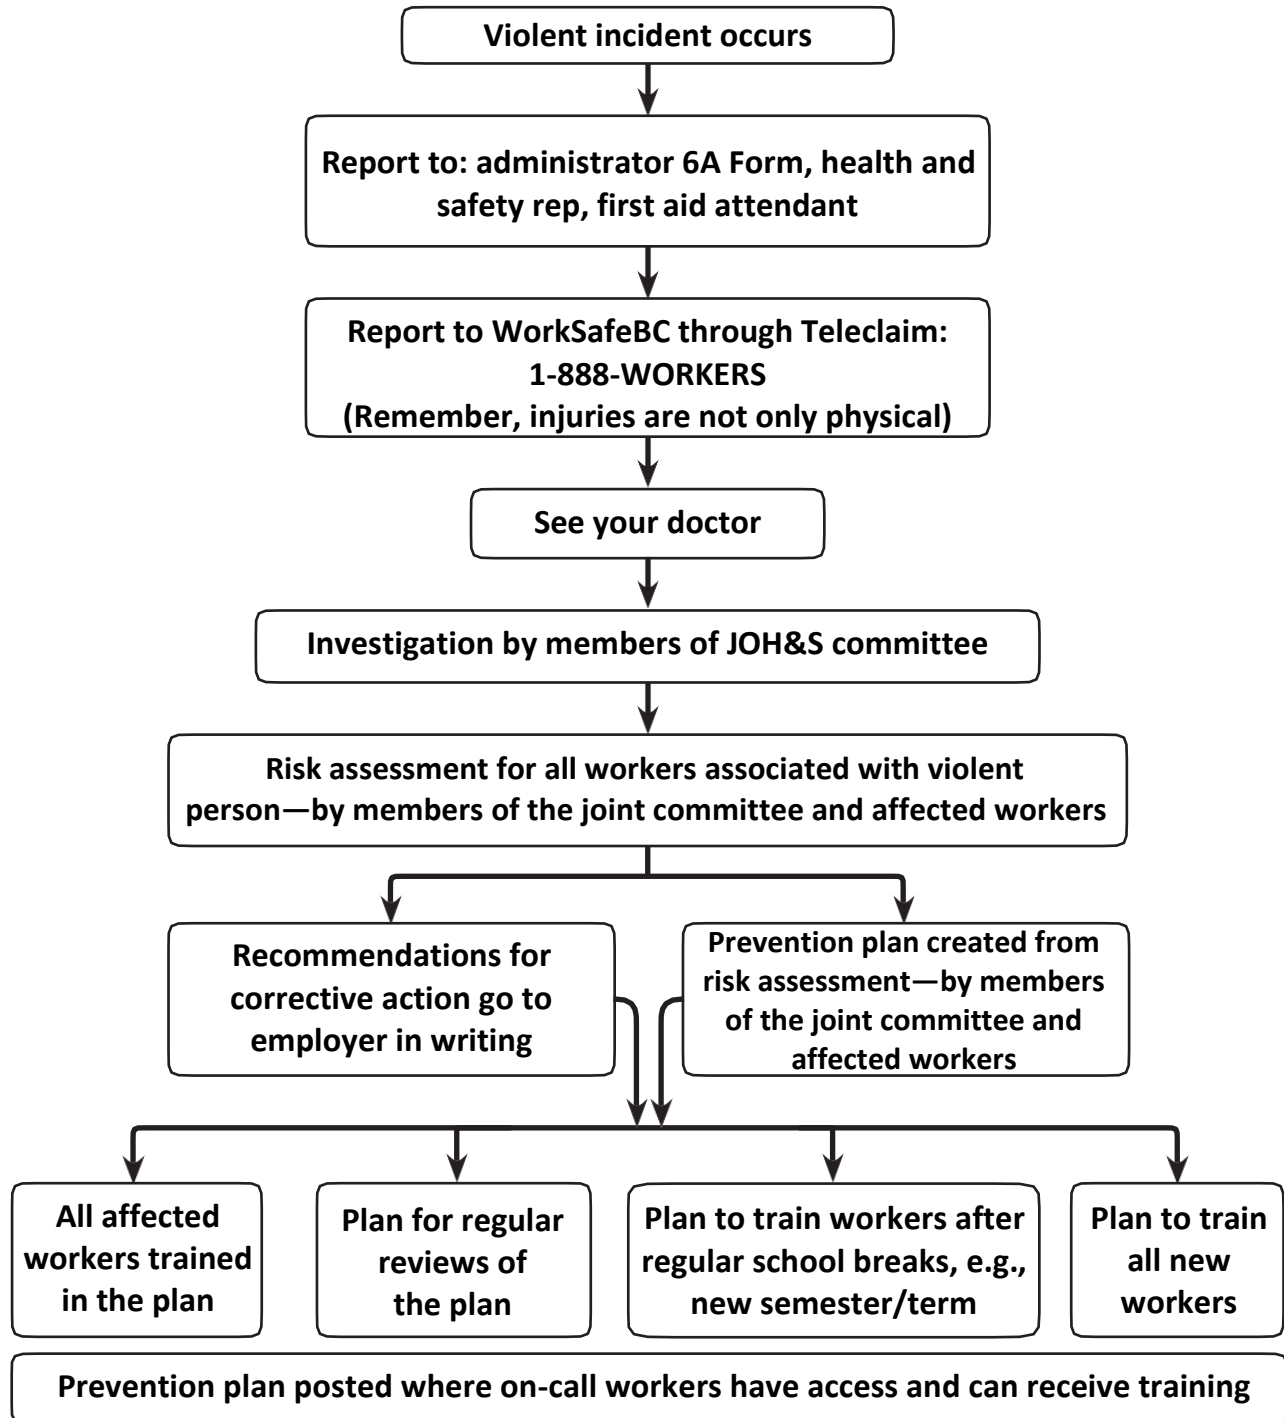 Violent incident occurs
Report to: administrator 6A Form, health and
safety rep, first aid attendant
Report to WorkSafeBC through Teleclaim:
1-888-WORKERS
(Remember, injuries are not only physical)
See your doctor
Investigation by members of JOH&S committee
Risk assessment for all workers associated with violent
person—by members of the joint committee and affected workers
Recommendations for
corrective action go to
employer in writing
Prevention plan created from
risk assessment—by members
of the joint committee and
affected workers
All affected
workers trained
in the plan
Plan for regular
reviews of
the plan
Plan to train workers after
regular school breaks, e.g.,
new semester/term
Plan to train
all new
workers
Prevention plan posted where on-call workers have access and can receive training